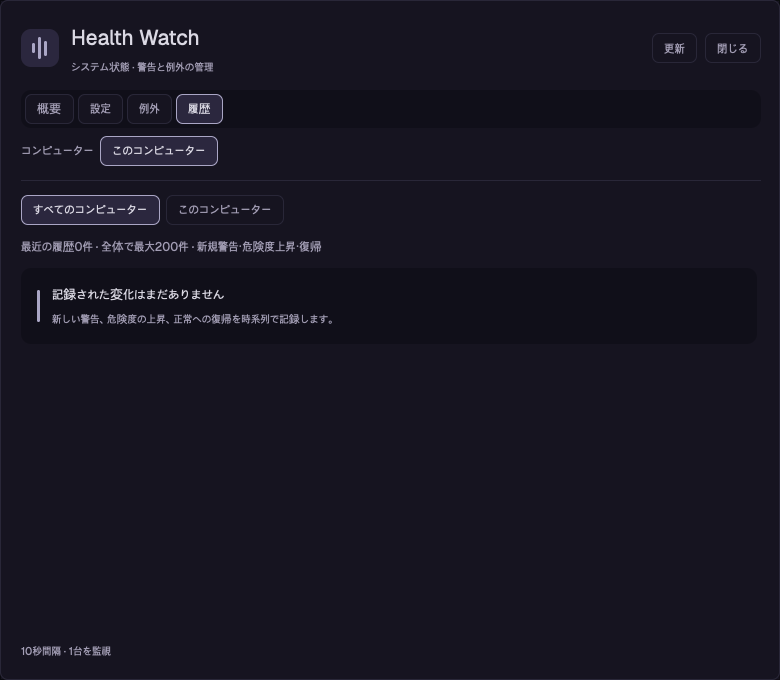 Health Watch
システム状態 · 警告と例外の管理
更新
閉じる
概要
設定
例外
履歴
コンピューター
このコンピューター
すべてのコンピューター
このコンピューター
最近の履歴0件 · 全体で最大200件 · 新規警告·危険度上昇·復帰
記録された変化はまだありません
新しい警告、危険度の上昇、正常への復帰を時系列で記録します。
10秒間隔 · 1台を監視